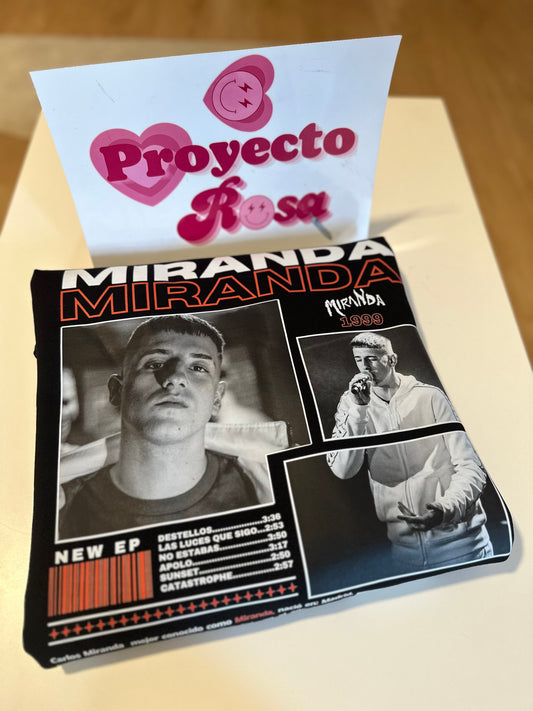 Proyecto
Rosa
MIRANDA
MIRANDA
MIRANDA
1999
NEW EP
DESTELLOS....................3:36
LAS LUCES QUE SIGO...2:53
NO ESTABAS................3:50
APOLO.........................3:17
SUNSET.......................2:50
CATASTROPHE............2:57
Carlos Miranda mejor conocido como Miranda, nació en: Madrid,